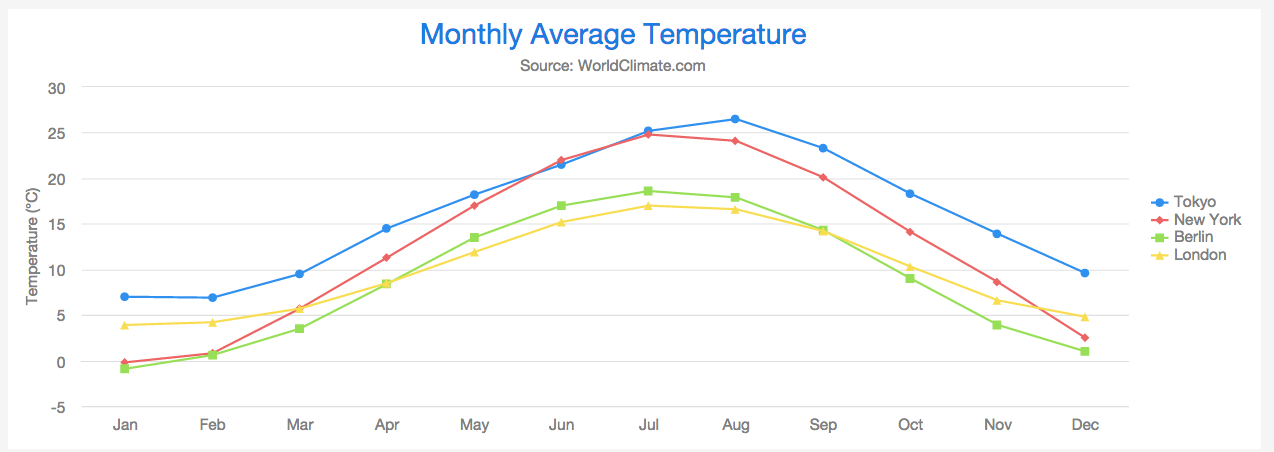 Monthly Average Temperature
Source: WorldClimate.com
Temperature (°C)
30
25
20
15
10
5
0
-5
Jan Feb Mar Apr May Jun Jul Aug Sep Oct Nov Dec
Tokyo
New York
Berlin
London